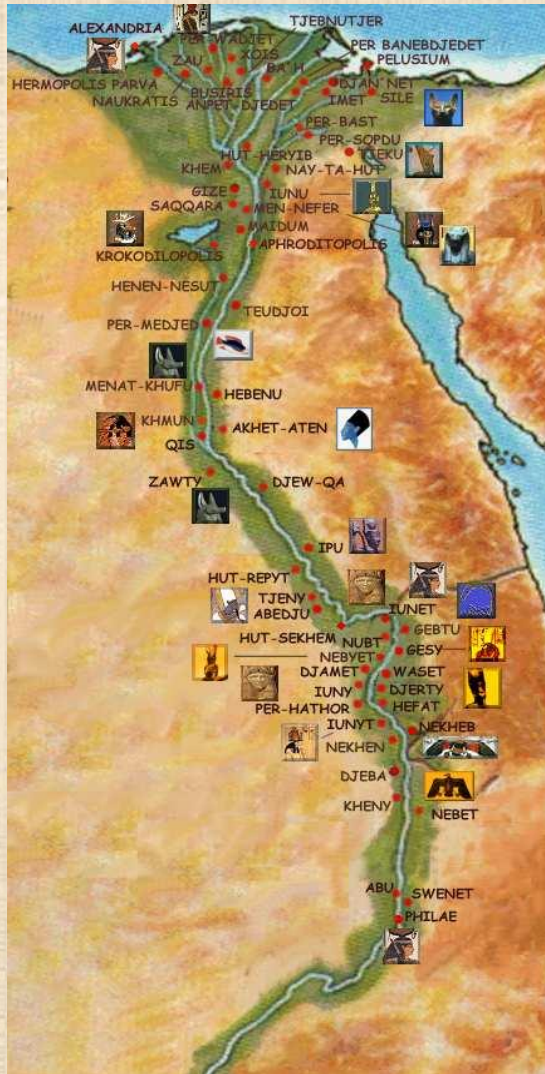 TJEBNUTJER
ALEXANDRIA
PER-WADJET
PER BANEBDJEDET
XOIS
ZAU
PELUSIUM
BA'H
HERMOPOLIS PARVA
DJAN'NET
BUSIRIS
NAUKRATIS
IMET
SILE
ANPET-DJEDET
PER-BAST
PER-SOPDU
HUT-HERYIB
TJEKU
KHEM
NAY-TA-HUT
GIZE
IUNU
SAQQARA
MEN-NEFER
MAIDUM
KROKODILOPOLIS
APHRODITOPOLIS
HENEN-NESUT
TEUDJOI
PER-MEDJED
MENAT-KHUFU
HEBENU
KHMUN
AKHET-ATEN
QIS
ZAWTY
DJEW-QA
IPU
HUT-REPYT
TJENY
ABEDJU
IUNET
GEBTU
HUT-SEKHEM
NUBT
GESY
NEBYET
DJAMET
WASET
IUNY
DJERTY
PER-HATHOR
HEFAT
IUNYT
NEKHEB
NEKHEN
DJEBA
KHENY
NEBET
ABU
SWENET
PHILAE